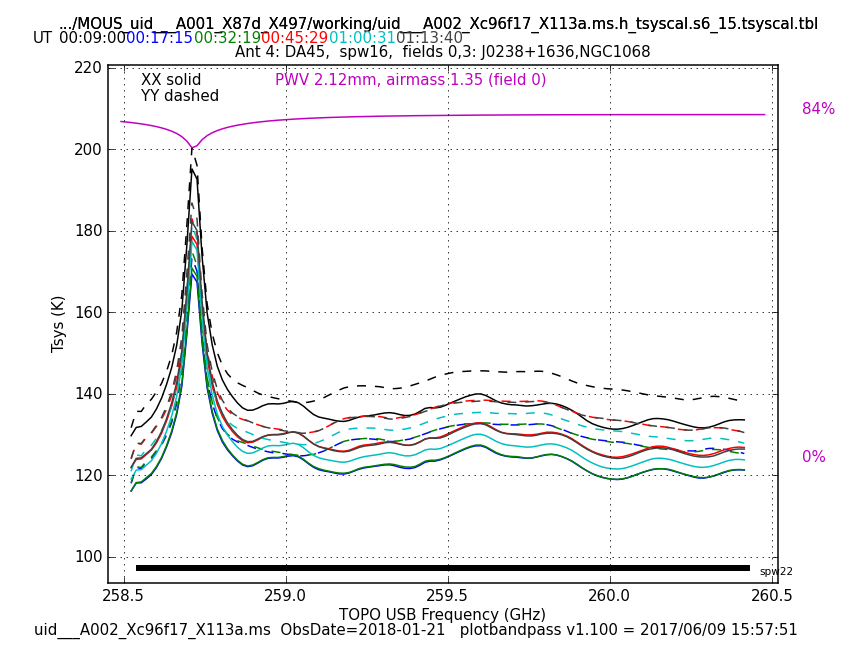 ../MOUS_uid___A001_X87d_X497/working/uid___A002_Xc96f17_X113a.ms.h_tsyscal.s6_15.tsyscal.tbl
UT 00:09:00 00:17:15 00:32:19 00:45:29 01:00:31 01:13:40
Ant 4: DA45, spw16, fields 0,3: J0238+1636,NGC1068
XX solid
YY dashed
PWV 2.12mm, airmass 1.35 (field 0)
84%
0%
220
200
180
160
140
120
100
Tsys (K)
spw22
258.5 259.0 259.5 260.0 260.5
TOPO USB Frequency (GHz)
uid___A002_Xc96f17_X113a.ms ObsDate=2018-01-21 plotbandpass v1.100 = 2017/06/09 15:57:51